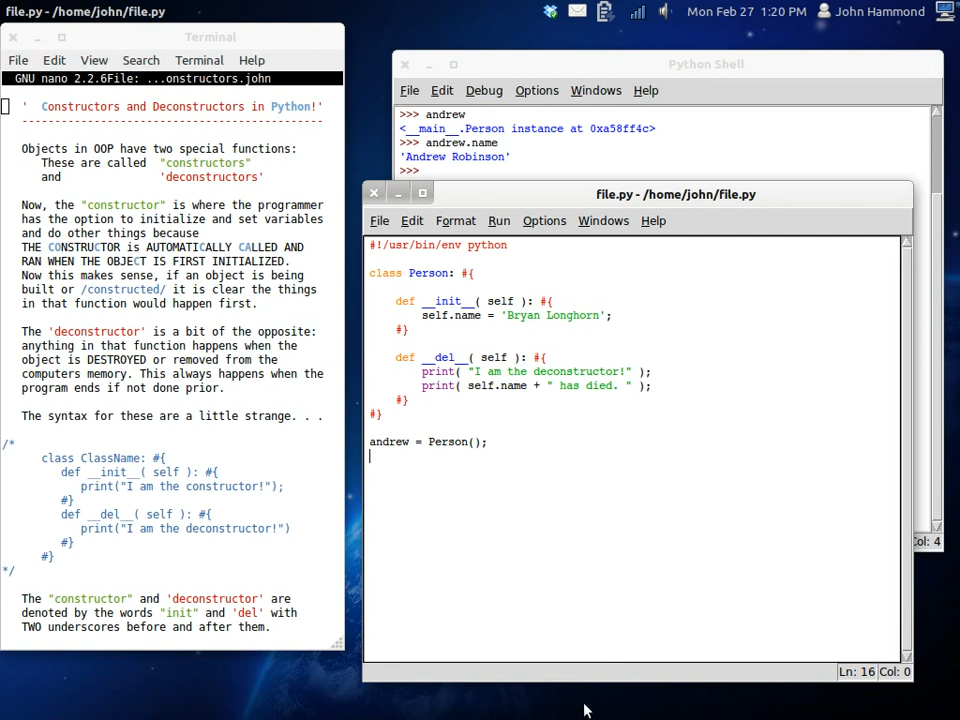 file.py - /home/john/file.py
Mon Feb 27 1:20 PM John Hammond
Terminal
File Edit View Search Terminal Help
GNU nano 2.2.6File: ...onstructors.john
' Constructors and Deconstructors in Python!'
----------------------------------------------
Objects in OOP have two special functions:
These are called "constructors"
and 'deconstructors'
Now, the "constructor" is where the programmer
has the option to initialize and set variables
and do other things because
THE CONSTRUCTOR is AUTOMATICALLY CALLED AND
RAN WHEN THE OBJECT IS FIRST INITIALIZED.
Now this makes sense, if an object is being
built or /constructed/ it is clear the things
in that function would happen first.
The 'deconstructor' is a bit of the opposite:
anything in that function happens when the
object is DESTROYED or removed from the
computers memory. This always happens when the
program ends if not done prior.
The syntax for these are a little strange. . .
/*
class ClassName: #{
def __init__( self ): #{
print("I am the constructor!");
#}
def __del__( self ): #{
print("I am the deconstructor!")
#}
#}
*/
The "constructor" and 'deconstructor' are
denoted by the words "init" and 'del' with
TWO underscores before and after them.
Python Shell
File Edit Debug Options Windows Help
>>> andrew
<__main__.Person instance at 0xa58ff4c>
>>> andrew.name
'Andrew Robinson'
>>>
Col: 4
file.py - /home/john/file.py
File Edit Format Run Options Windows Help
#!/usr/bin/env python
class Person: #{
def __init__( self ): #{
self.name = 'Bryan Longhorn';
#}
def __del__( self ): #{
print( "I am the deconstructor!" );
print( self.name + " has died. " );
#}
#}
andrew = Person();
Ln: 16 Col: 0